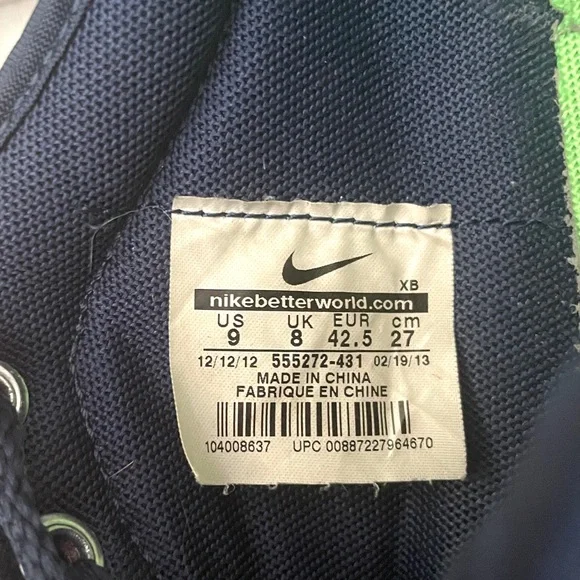 XB
nikebetterworld.com
US UK EUR cm
9 8 42.5 27
12/12/12 555272-431 02/19/13
MADE IN CHINA
FABRIQUE EN CHINE
104008637 UPC 00887227964670